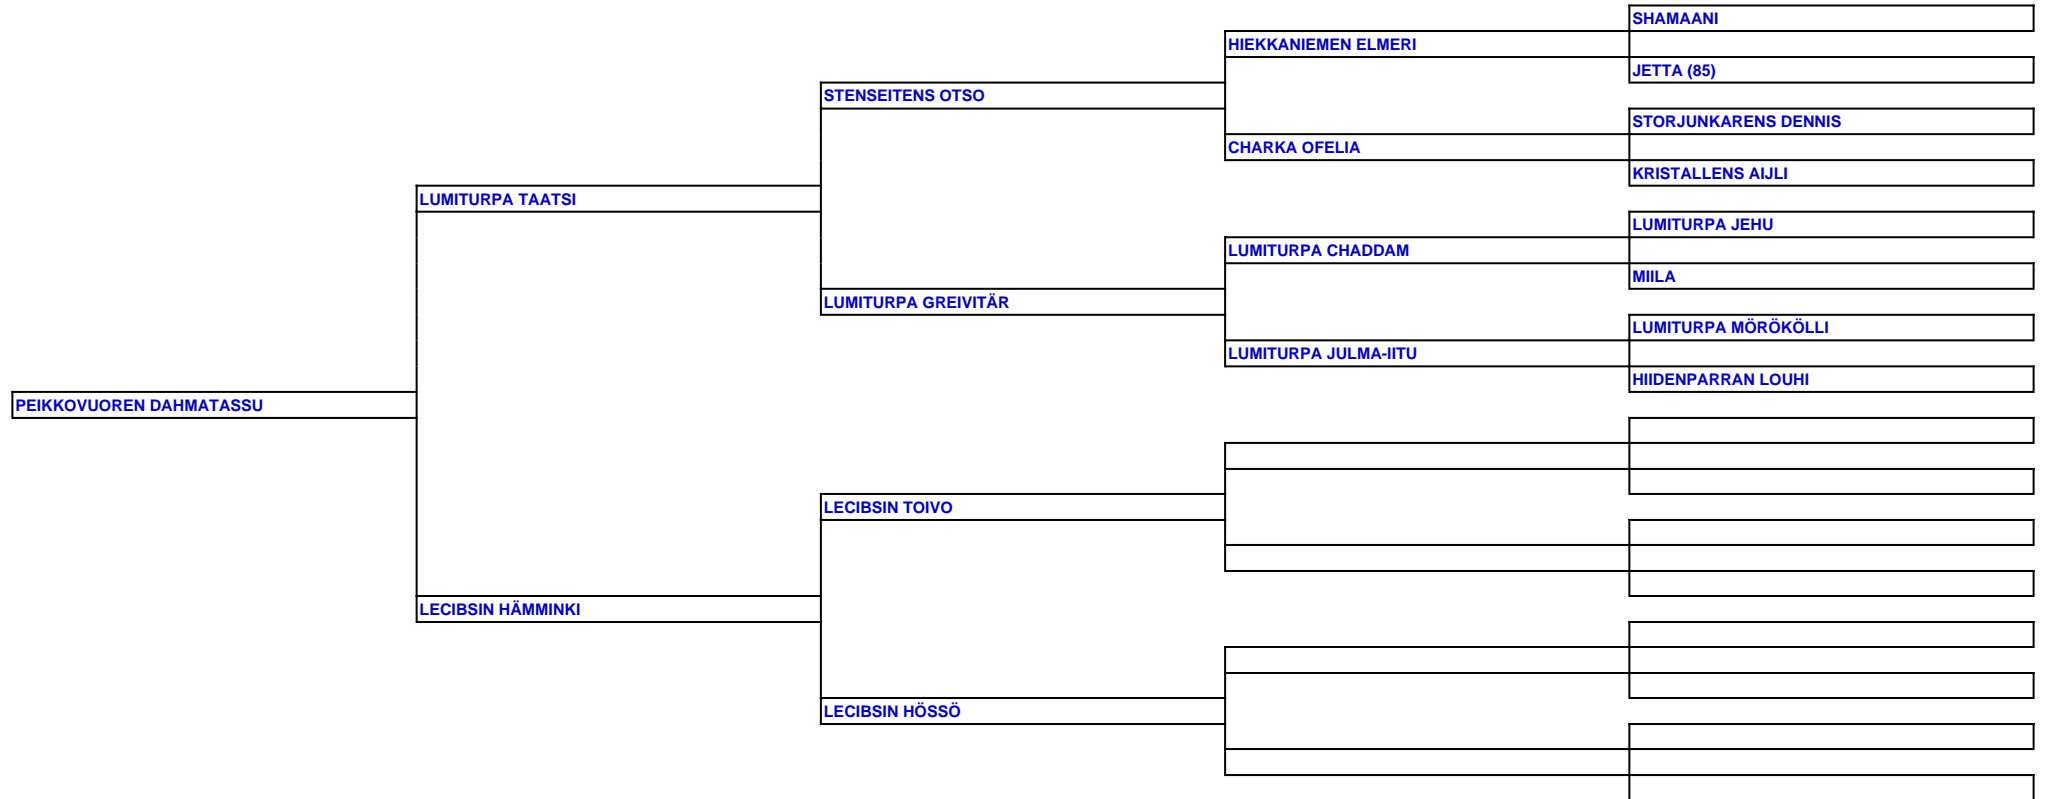 SHAMAANI
HIEKKANIEMEN ELMERI
JETTA (85)
STENSEITENS OTSO
STORJUNKARENS DENNIS
CHARKA OFELIA
KRISTALLENS AIJLI
LUMITURPA TAATSI
LUMITURPA JEHU
LUMITURPA CHADDAM
MIILA
LUMITURPA GREIVITÄR
LUMITURPA MÖRÖKÖLLI
LUMITURPA JULMA-IITU
HIIDENPARRAN LOUHI
PEIKKOVUOREN DAHMATASSU
LECIBSIN TOIVO
LECIBSIN HÄMMINKI
LECIBSIN HÖSSÖ